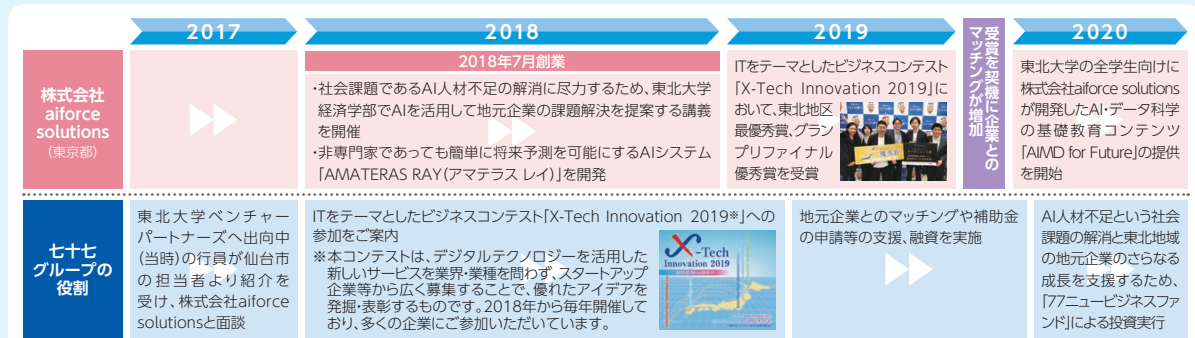 2017
2018
2019
2020
株式会社
aiforce
solutions
(東京都)
2018年7月創業
・社会課題であるAI人材不足の解消に尽力するため、東北大学
経済学部でAIを活用して地元企業の課題解決を提案する講義
を開催
・非専門家であっても簡単に将来予測を可能にするAIシステム
「AMATERAS RAY(アマテラス レイ)」を開発
ITをテーマとしたビジネスコンテスト
「X-Tech Innovation 2019」に
おいて、東北地区
最優秀賞、グラン
プリファイナル
優秀賞を受賞
受賞を契機に企業との
マッチングが増加
東北大学の全学生向けに
株式会社aiforce solutions
が開発したAI・データ科学
の基礎教育コンテンツ
「AIMD for Future」の提供
を開始
七十七
グループの
役割
東北大学ベンチャー
パートナーズへ出向中
(当時)の行員が仙台市
の担当者より紹介を
受け、株式会社aiforce
solutionsと面談
ITをテーマとしたビジネスコンテスト「X-Tech Innovation 2019※」への
参加をご案内
※本コンテストは、デジタルテクノロジーを活用した
新しいサービスを業界・業種を問わず、スタートアップ
企業等から広く募集することで、優れたアイデアを
発掘・表彰するものです。2018年から毎年開催して
おり、多くの企業にご参加いただいています。
X-Tech
Innovation 2019
地元企業とのマッチングや補助金
の申請等の支援、融資を実施
AI人材不足という社会
課題の解消と東北地域
の地元企業のさらなる
成長を支援するため、
「77ニュービジネスファ
ンド」による投資実行